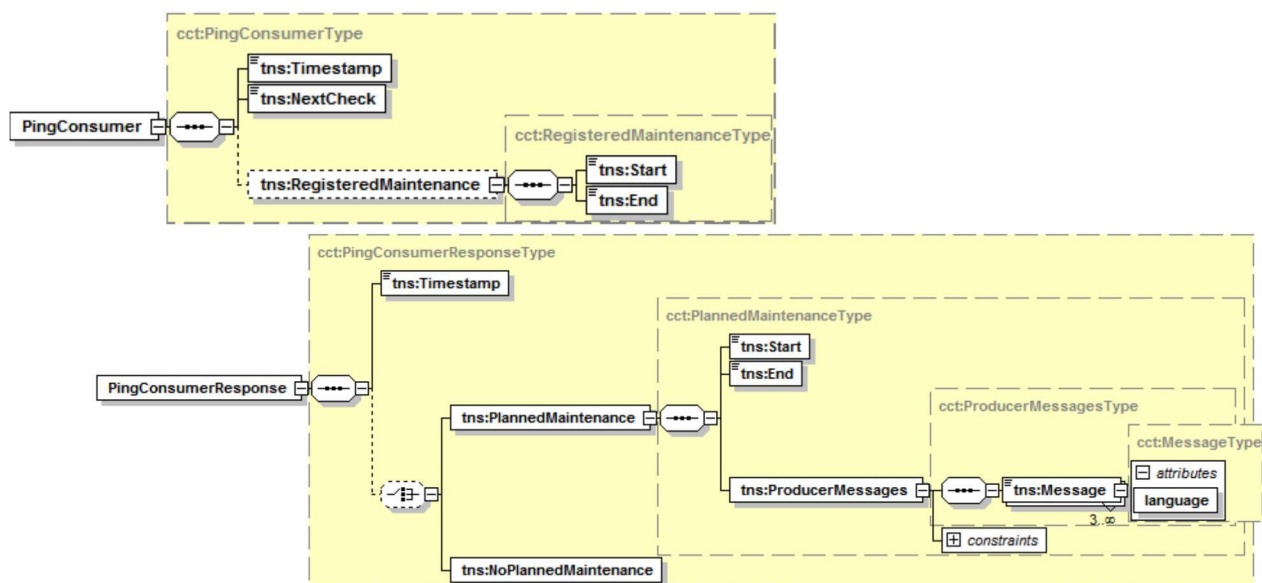 cct:PingConsumerType
tns:Timestamp
tns:NextCheck
PingConsumer
cct:RegisteredMaintenanceType
tns:Start
tns:RegisteredMaintenance
tns:End
cct:PingConsumerResponseType
tns:Timestamp
cct:PlannedMaintenanceType
tns:Start
tns:End
PingConsumerResponse
cct:ProducerMessagesType
tns:PlannedMaintenance
cct:MessageType
attributes
tns:ProducerMessages
tns:Message
language
3..∞
constraints
tns:NoPlannedMaintenance